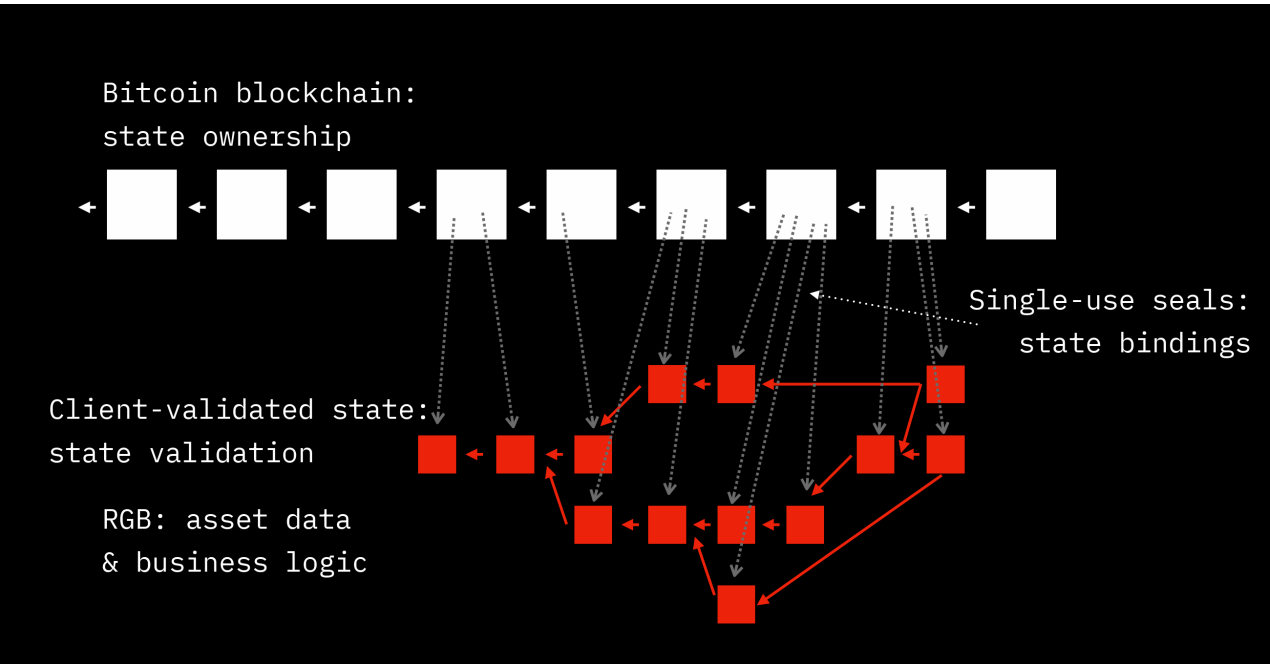 Bitcoin blockchain:
state ownership
Single-use seals:
state bindings
Client-validated state:
state validation
RGB: asset data
& business logic